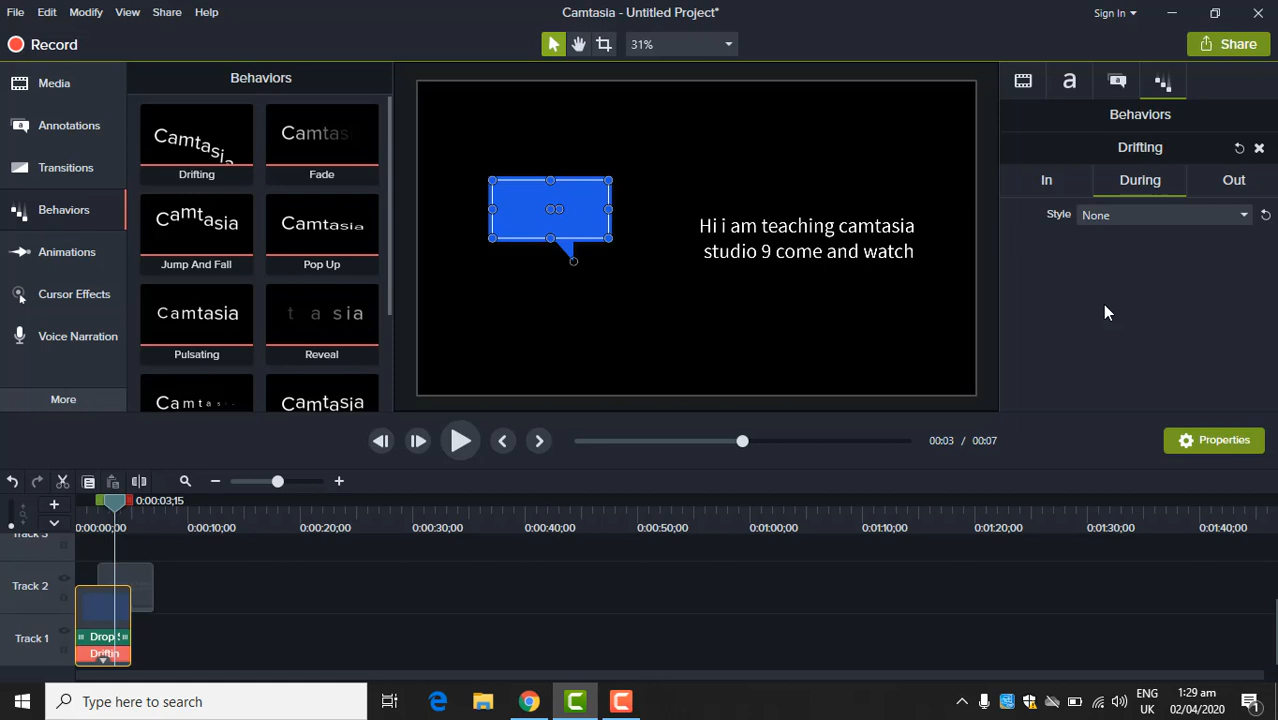 File Edit Modify View Share Help
Camtasia - Untitled Project*
Sign In
Record
31%
Share
Media
Annotations
Transitions
Behaviors
Animations
Cursor Effects
Voice Narration
More
Behaviors
Camtasia
Drifting
Camtas
Fade
Camtasia
Jump And Fall
Camtasia
Pop Up
Camtasia
Pulsating
t a sia
Reveal
Camtas
Camtasia
Hi i am teaching camtasia
studio 9 come and watch
a
Behaviors
Drifting
In During Out
Style None
00:03 / 00:07
Properties
0:00:03;15
0:00:00;00 0:00:10;00 0:00:20;00 0:00:30;00 0:00:40;00 0:00:50;00 0:01:00;00 0:01:10;00 0:01:20;00 0:01:30;00 0:01:40;00
Track 3
Track 2
Track 1
Drop S
Driftin
Type here to search
ENG
UK
1:29 am
02/04/2020
1